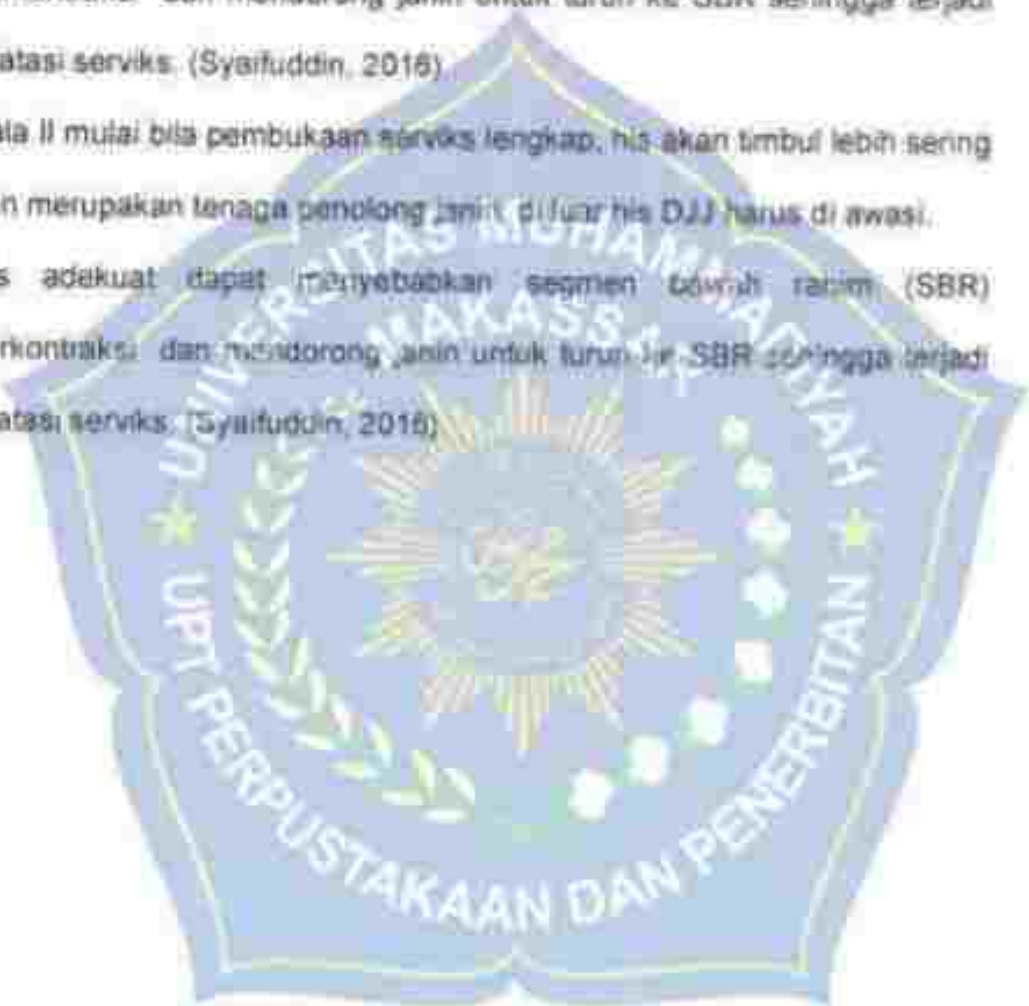 dan mendorong janin untuk turun ke SBR sehingga terjadi
atasi serviks. (Syaifuddin, 2016)
ala II mulai bila pembukaan serviks lengkap, his akan timbul lebih sering
n merupakan tenaga penolong janin, diluar his DJJ harus di awasi.
s adekuat dapat menyebabkan segmen bawah rahim (SBR)
rkontraksi dan mendorong janin untuk turun ke SBR sehingga terjadi
atasi serviks. (Syaifuddin, 2016)
UNIVERSITAS MUHAMMADIYAH
MAKASSAR
UPT PERPUSTAKAAN DAN PENERBITAN